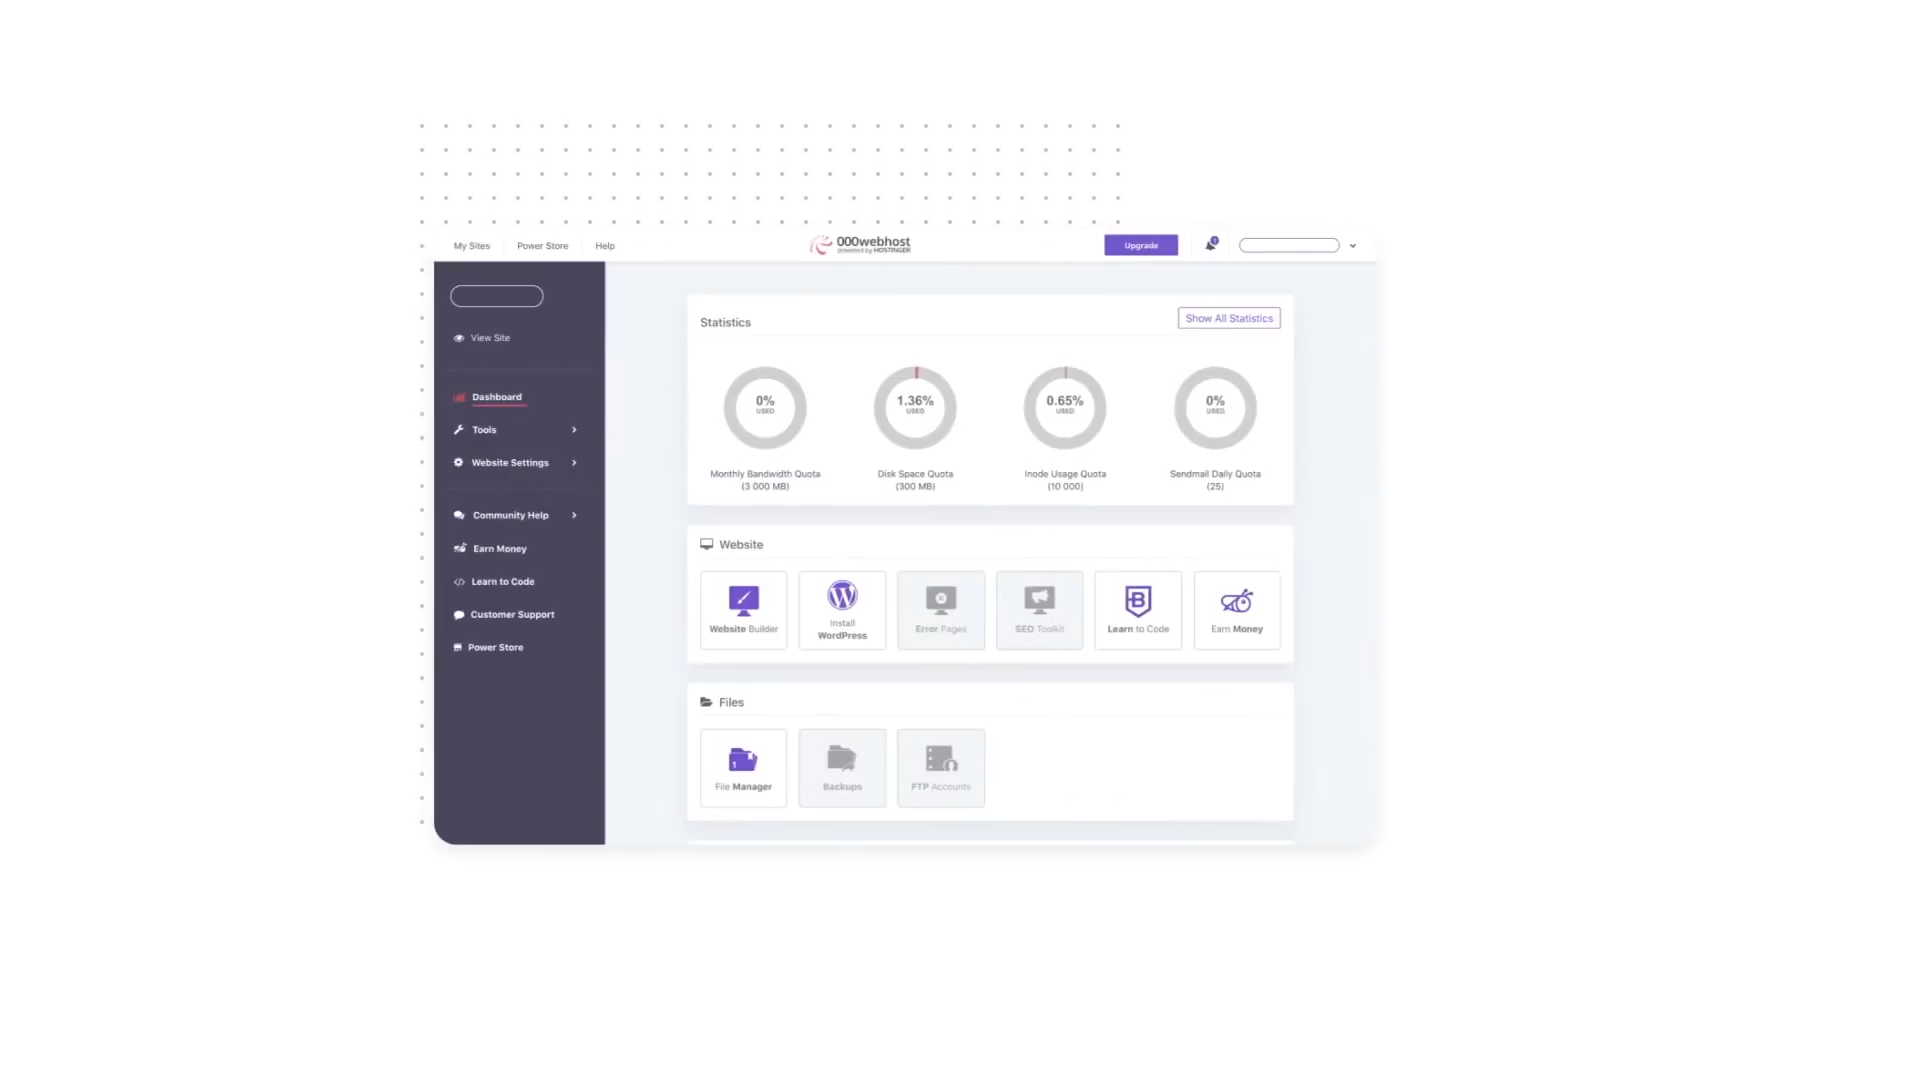 My Sites
Power Store
Help
000webhost
powered by HOSTINGER
Upgrade
1
View Site
Dashboard
Tools
Website Settings
Community Help
Earn Money
Learn to Code
Customer Support
Power Store
Statistics
Show All Statistics
0%
USED
Monthly Bandwidth Quota
(3 000 MB)
1.36%
USED
Disk Space Quota
(300 MB)
0.65%
USED
Inode Usage Quota
(10 000)
0%
USED
Sendmail Daily Quota
(25)
Website
Website Builder
Install
WordPress
Error Pages
SEO Toolkit
Learn to Code
Earn Money
Files
File Manager
Backups
FTP Accounts